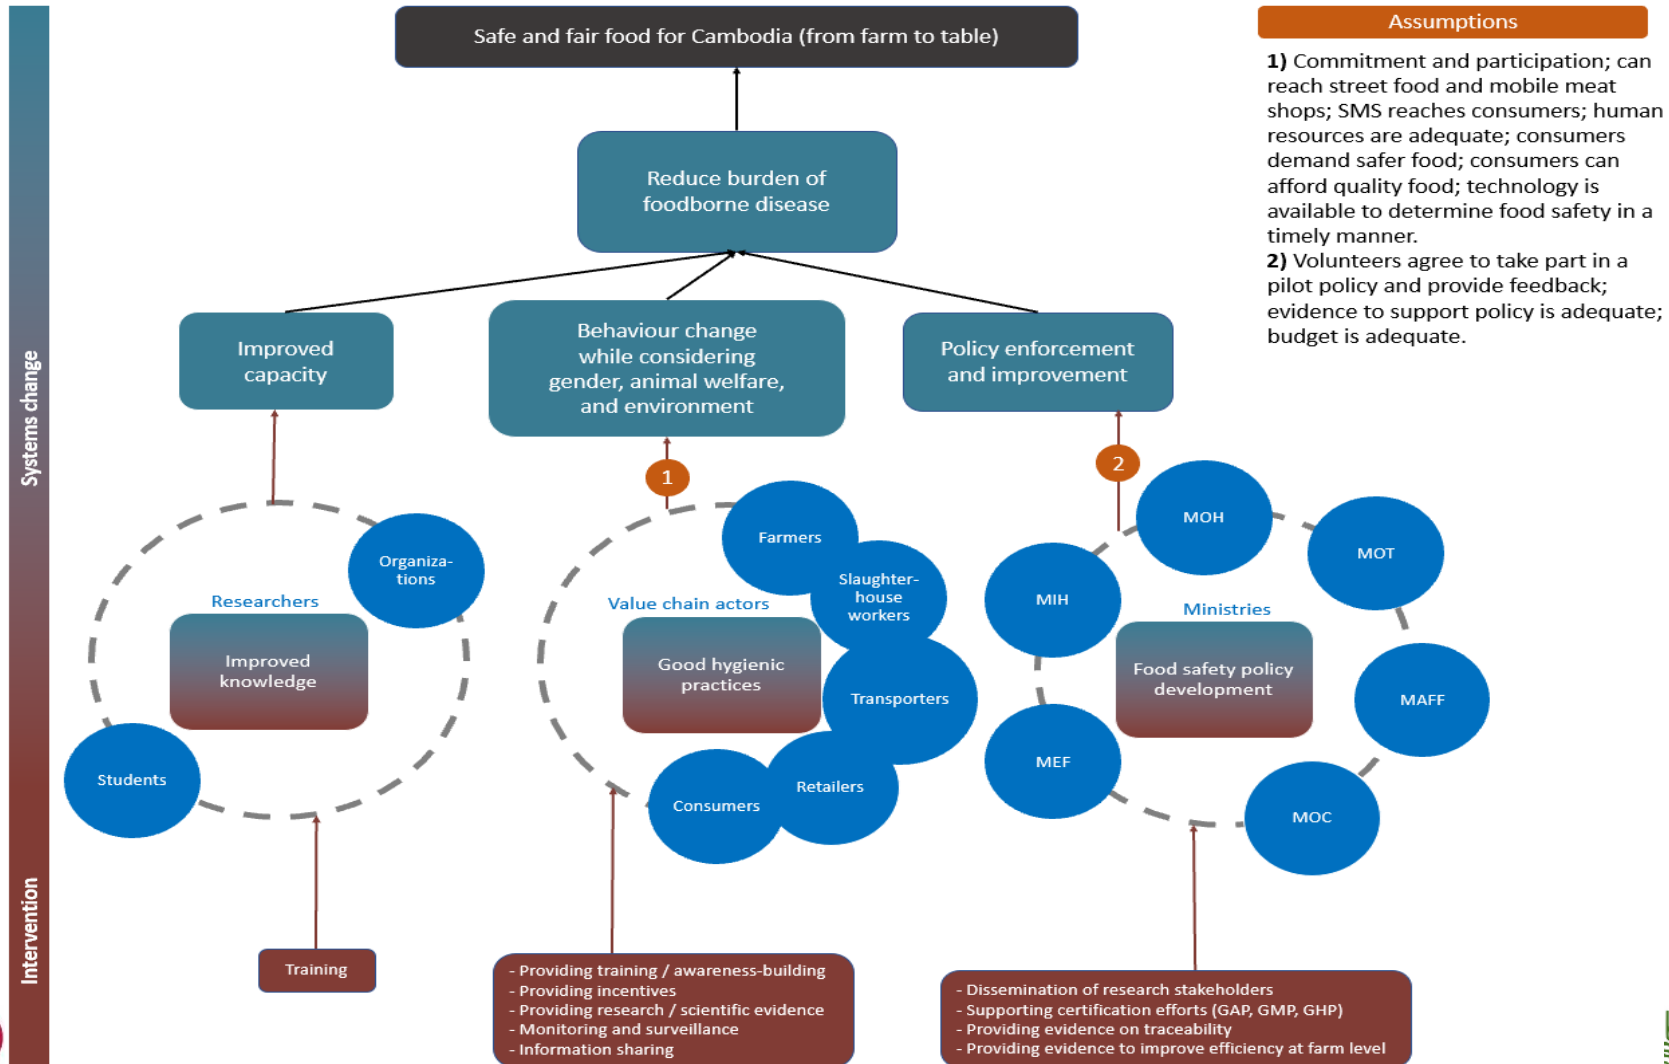 Safe and fair food for Cambodia (from farm to table)
Assumptions
1) Commitment and participation; can
reach street food and mobile meat
shops; SMS reaches consumers; human
resources are adequate; consumers
demand safer food; consumers can
afford quality food; technology is
available to determine food safety in a
timely manner.
2) Volunteers agree to take part in a
pilot policy and provide feedback;
evidence to support policy is adequate;
budget is adequate.
Reduce burden of
foodborne disease
Improved
capacity
Behaviour change
while considering
gender, animal welfare,
and environment
Policy enforcement
and improvement
Systems change
1
2
Organiza-
tions
Researchers
Improved
knowledge
Students
Farmers
Slaughter-
house
workers
Value chain actors
Good hygienic
practices
Transporters
Retailers
Consumers
MOH
MOT
MIH
Ministries
Food safety policy
development
MAFF
MEF
MOC
Intervention
Training
- Providing training / awareness-building
- Providing incentives
- Providing research / scientific evidence
- Monitoring and surveillance
- Information sharing
- Dissemination of research stakeholders
- Supporting certification efforts (GAP, GMP, GHP)
- Providing evidence on traceability
- Providing evidence to improve efficiency at farm level